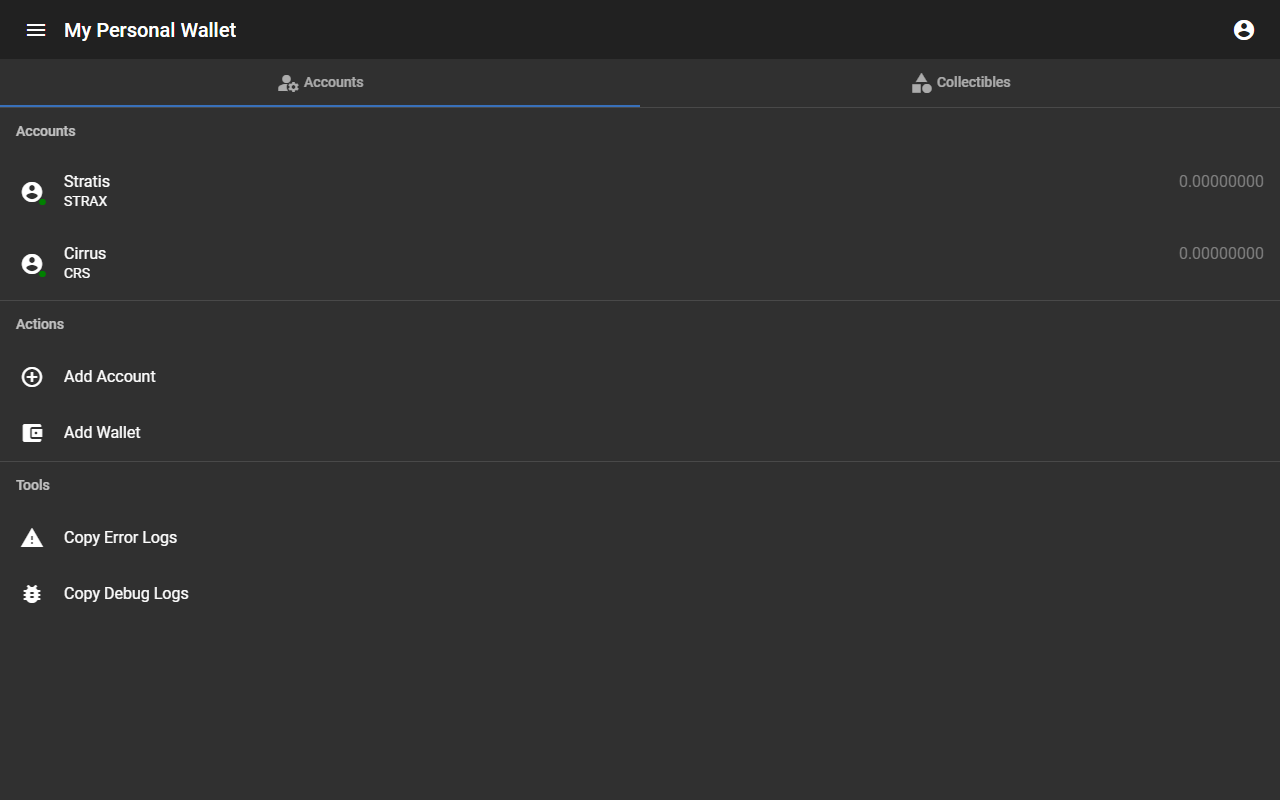 My Personal Wallet
Accounts
Collectibles
Accounts
Stratis
0.00000000
STRAX
Cirrus
0.00000000
CRS
Actions
Add Account
Add Wallet
Tools
Copy Error Logs
Copy Debug Logs